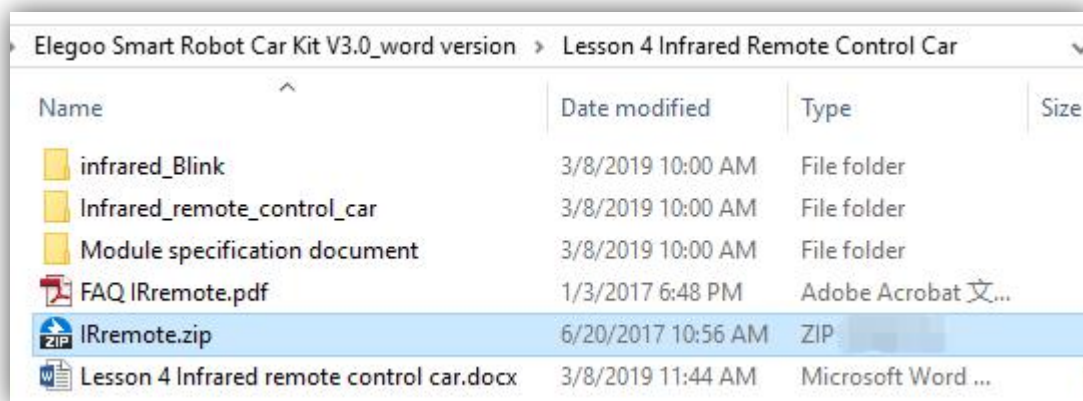 Elegoo Smart Robot Car Kit V3.0_word version > Lesson 4 Infrared Remote Control Car
Name Date modified Type Size
infrared_Blink 3/8/2019 10:00 AM File folder
Infrared_remote_control_car 3/8/2019 10:00 AM File folder
Module specification document 3/8/2019 10:00 AM File folder
FAQ IRremote.pdf 1/3/2017 6:48 PM Adobe Acrobat 文...
ZIP IRremote.zip 6/20/2017 10:56 AM ZIP
Lesson 4 Infrared remote control car.docx 3/8/2019 11:44 AM Microsoft Word ...